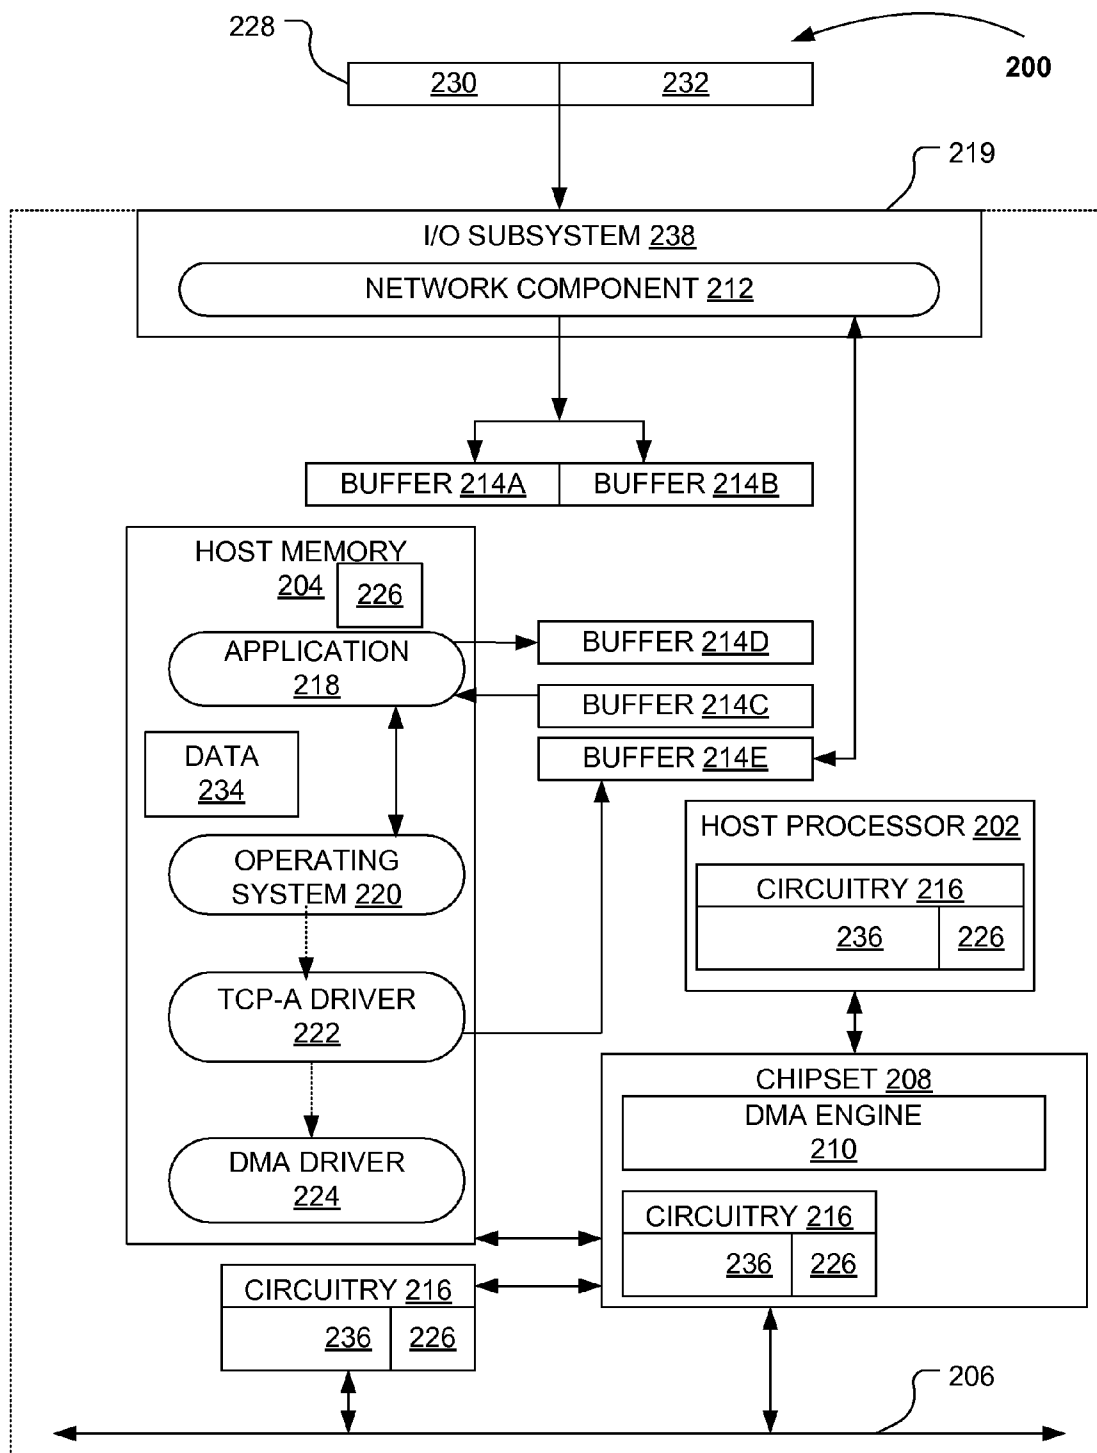 228
200
230
232
219
I/O SUBSYSTEM 238
NETWORK COMPONENT 212
BUFFER 214A
BUFFER 214B
HOST MEMORY
204
226
APPLICATION
218
BUFFER 214D
BUFFER 214C
BUFFER 214E
DATA
234
OPERATING
SYSTEM 220
HOST PROCESSOR 202
CIRCUITRY 216
236
226
TCP-A DRIVER
222
CHIPSET 208
DMA ENGINE
210
DMA DRIVER
224
CIRCUITRY 216
236
226
CIRCUITRY 216
236
226
206